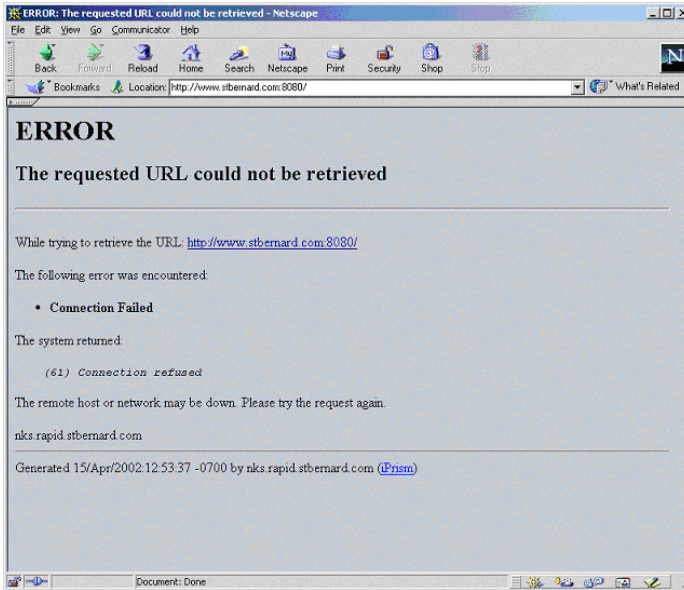 ERROR: The requested URL could not be retrieved - Netscape
File Edit View Go Communicator Help
Back Forward Reload Home Search Netscape Print Security Shop Stop
Bookmarks Location: http://www.stbernard.com:8080/ What's Related
ERROR
The requested URL could not be retrieved
While trying to retrieve the URL: http://www.stbernard.com:8080/
The following error was encountered:
• Connection Failed
The system returned:
(61) Connection refused
The remote host or network may be down. Please try the request again.
nks.rapid.stbernard.com
Generated 15/Apr/2002:12:53:37 -0700 by nks.rapid.stbernard.com (iPrism)
Document: Done